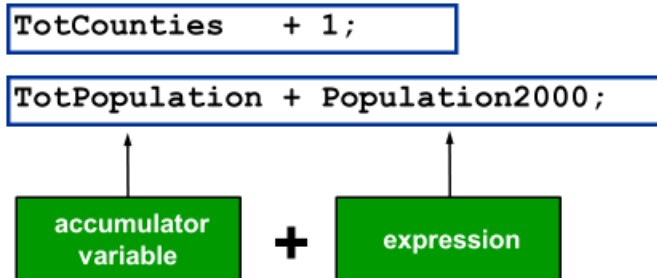 TotCounties + 1;
TotPopulation + Population2000;
accumulator
variable
+
expression